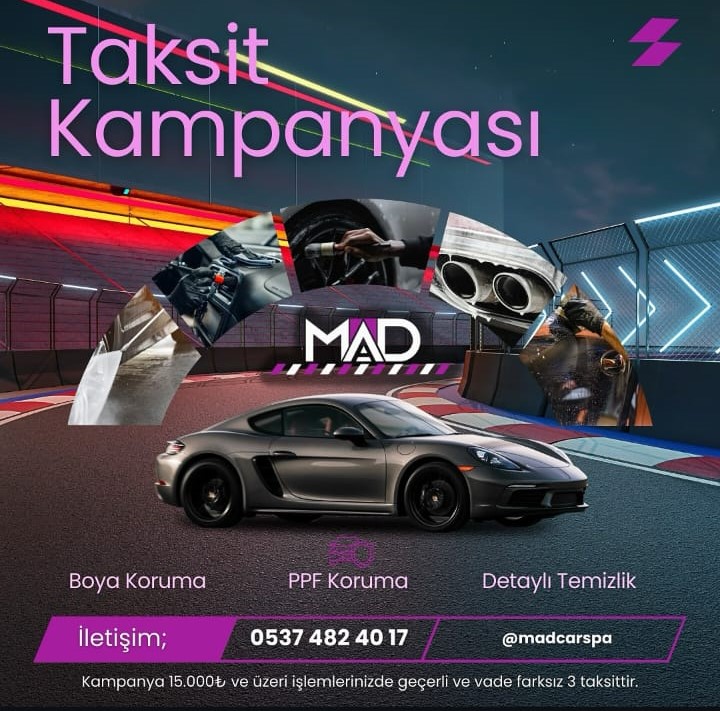 Taksit
Kampanyası
MAD
Boya Koruma
PPF Koruma
Detaylı Temizlik
İletişim;
0537 482 40 17
@madcarspa
Kampanya 15.000₺ ve üzeri işlemlerinizde geçerli ve vade farksız 3 taksittir.